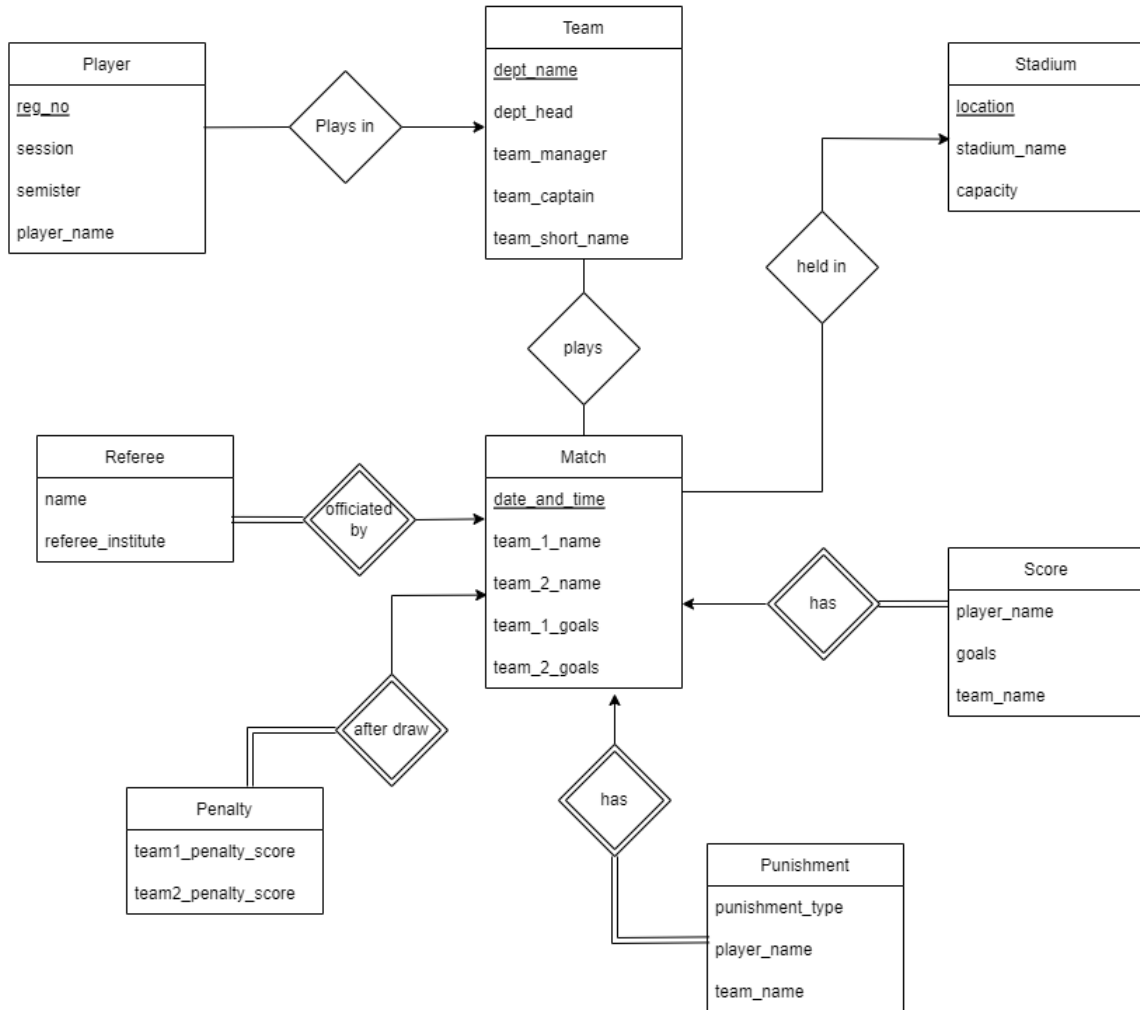 Player
reg_no
session
semister
player_name
Plays in
Team
dept_name
dept_head
team_manager
team_captain
team_short_name
Stadium
location
stadium_name
capacity
held in
plays
Referee
name
referee_institute
officiated
by
Match
date_and_time
team_1_name
team_2_name
team_1_goals
team_2_goals
has
Score
player_name
goals
team_name
after draw
Penalty
team1_penalty_score
team2_penalty_score
has
Punishment
punishment_type
player_name
team_name